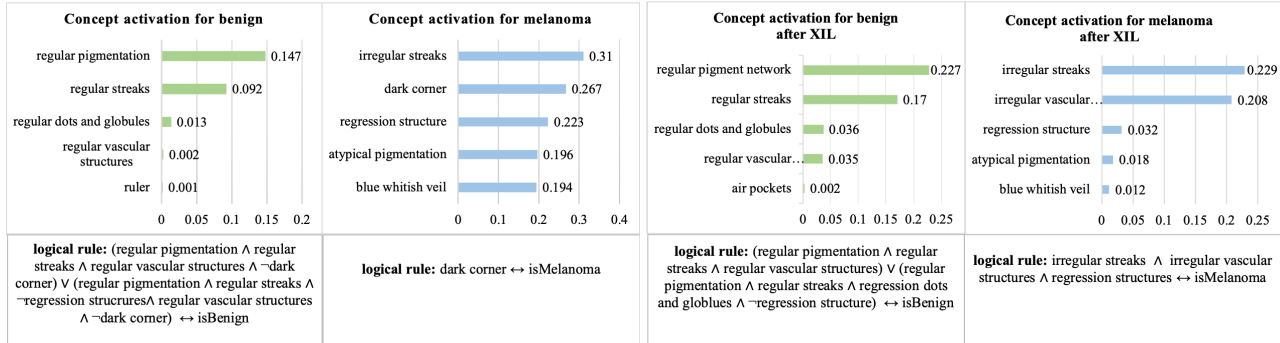 Concept activation for benign
regular pigmentation
0.147
regular streaks
0.092
regular dots and globules
0.013
regular vascular
structures
0.002
ruler
0.001
0 0.05 0.1 0.15 0.2
logical rule: (regular pigmentation ∧ regular
streaks ∧ regular vascular structures ∧ ¬dark
corner) ∨ (regular pigmentation ∧ regular streaks ∧
¬regression strucrures∧ regular vascular structures
∧ ¬dark corner) ↔ isBenign
Concept activation for melanoma
irregular streaks
0.31
dark corner
0.267
regression structure
0.223
atypical pigmentation
0.196
blue whitish veil
0.194
0 0.1 0.2 0.3 0.4
logical rule: dark corner ↔ isMelanoma
Concept activation for benign
after XIL
regular pigment network
0.227
regular streaks
0.17
regular dots and globules
0.036
regular vascular…
0.035
air pockets
0.002
0 0.05 0.1 0.15 0.2 0.25
logical rule: (regular pigmentation ∧ regular
streaks ∧ regular vascular structures) ∨ (regular
pigmentation ∧ regular streaks ∧ regression dots
and globlues ∧ ¬regression structure) ↔ isBenign
Concept activation for melanoma
after XIL
irregular streaks
0.229
irregular vascular…
0.208
regression structure
0.032
atypical pigmentation
0.018
blue whitish veil
0.012
0 0.05 0.1 0.15 0.2 0.25
logical rule: irregular streaks ∧ irregular vascular
structures ∧ regression structures ↔ isMelanoma